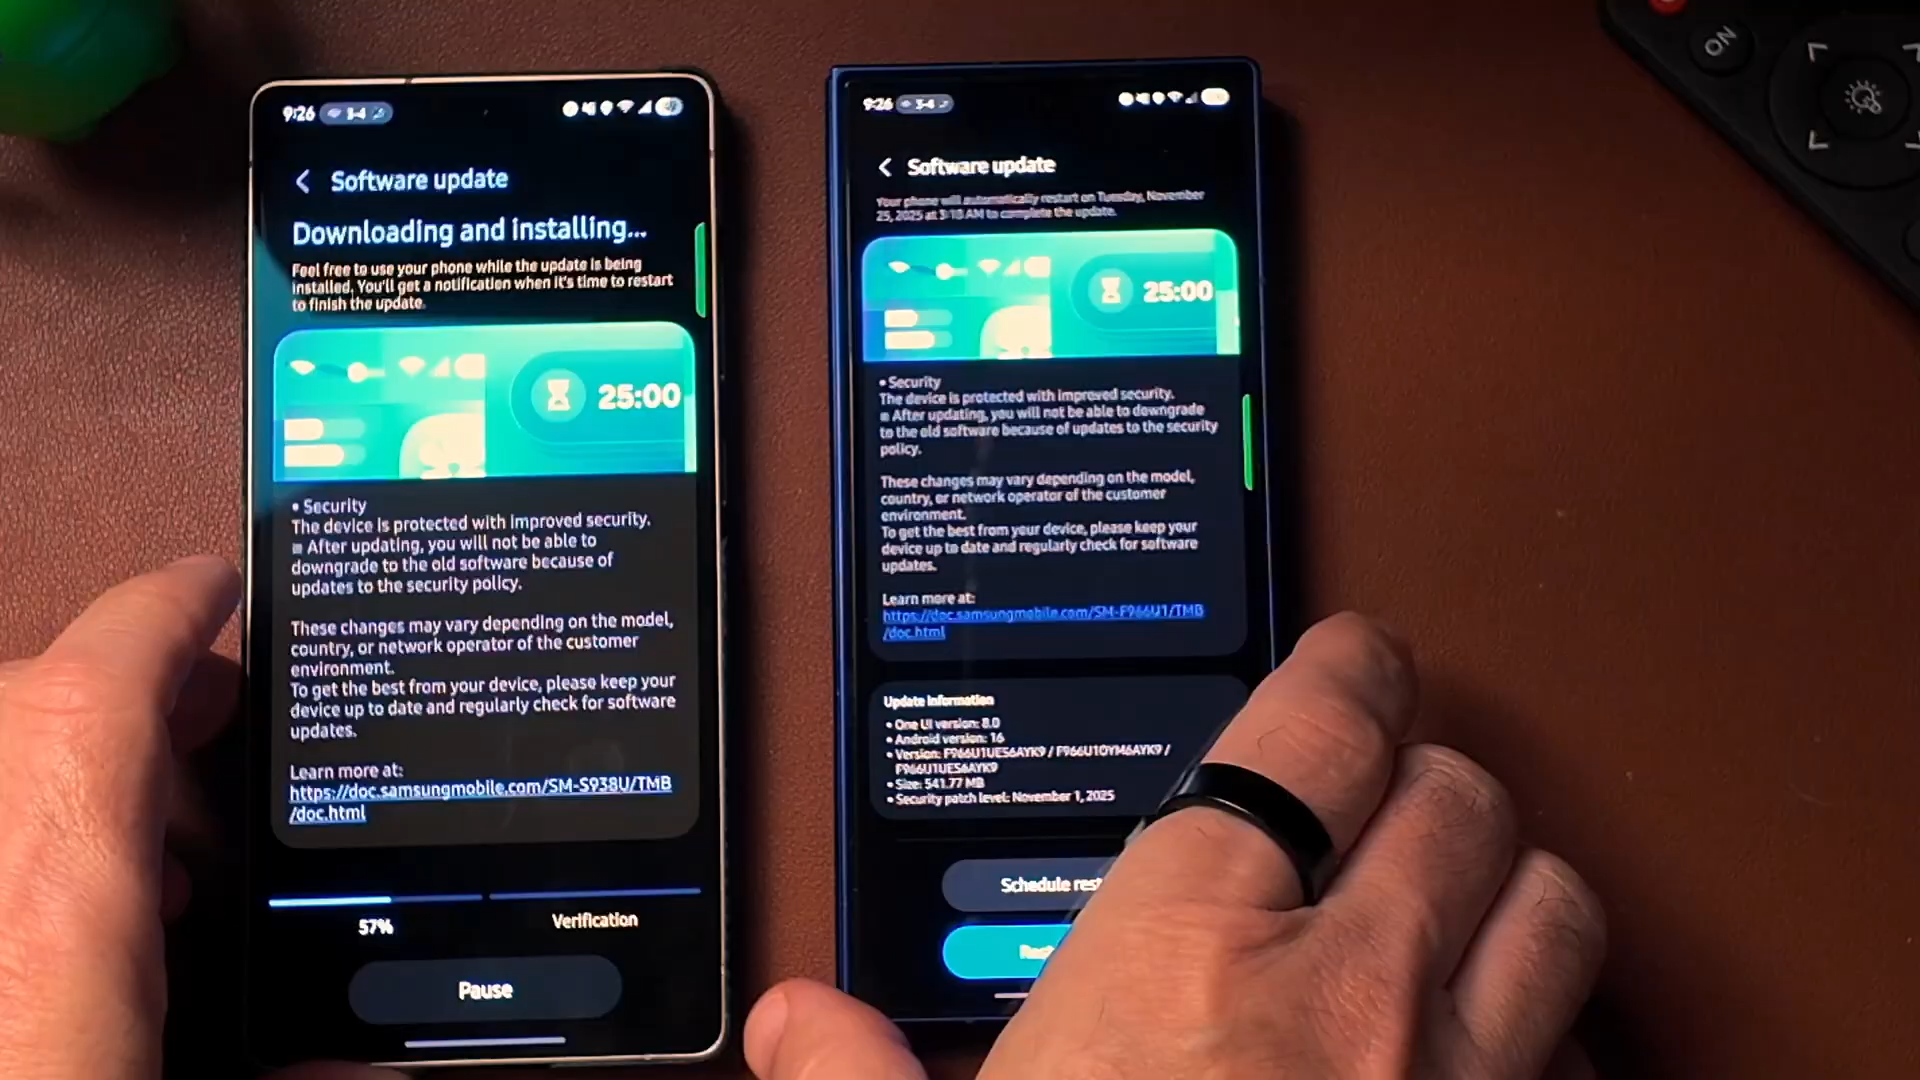 9:26
3-4
Software update
Downloading and installing...
Feel free to use your phone while the update is being
installed. You'll get a notification when it's time to restart
to finish the update.
25:00
• Security
The device is protected with improved security.
After updating, you will not be able to
downgrade to the old software because of
updates to the security policy.
These changes may vary depending on the model,
country, or network operator of the customer
environment.
To get the best from your device, please keep your
device up to date and regularly check for software
updates.
Learn more at:
https://doc.samsungmobile.com/SM-S938U/TMB
/doc.html
57%
Verification
Pause
9:26
3-4
Software update
Your phone will automatically restart on Tuesday, November
25, 2025 at 3:18 AM to complete the update.
25:00
• Security
The device is protected with improved security.
After updating, you will not be able to downgrade
to the old software because of updates to the security
policy.
These changes may vary depending on the model,
country, or network operator of the customer
environment.
To get the best from your device, please keep your
device up to date and regularly check for software
updates.
Learn more at:
https://doc.samsungmobile.com/SM-F966U1/TMB
/doc.html
Update information
• One UI version: 8.0
• Android version: 16
• Version: F966U1UES6AYK9 / F966U1OYM6AYK9 /
F966U1UES6AYK9
• Size: 541.77 MB
• Security patch level: November 1, 2025
Schedule rest
Rest
ON